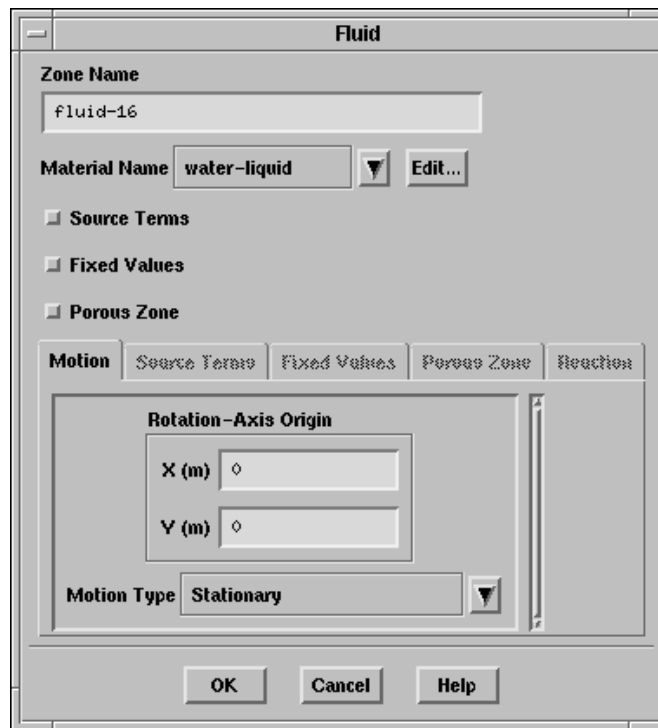 Fluid
Zone Name
fluid-16
Material Name water-liquid Edit...
Source Terms
Fixed Values
Porous Zone
Motion Source Terms Fixed Values Porous Zone Reaction
Rotation-Axis Origin
X (m) 0
Y (m) 0
Motion Type Stationary
OK Cancel Help